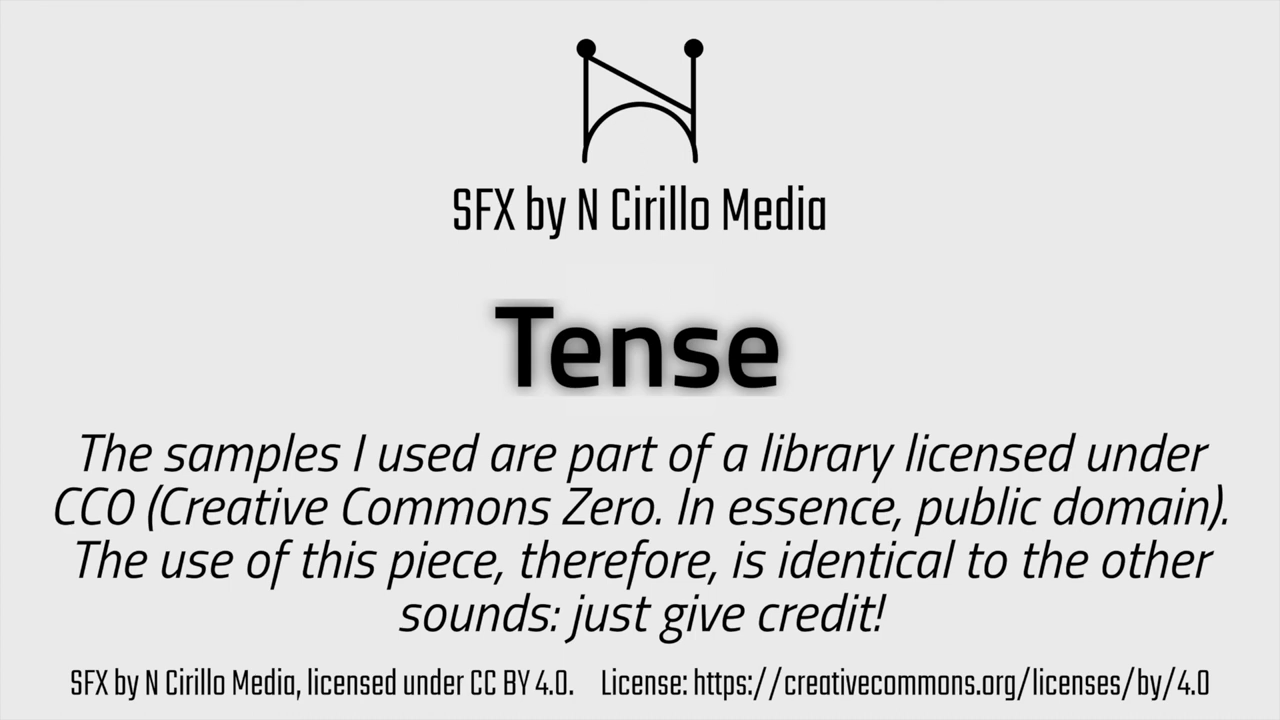 SFX by N Cirillo Media
Tense
The samples I used are part of a library licensed under
CC0 (Creative Commons Zero. In essence, public domain).
The use of this piece, therefore, is identical to the other
sounds: just give credit!
SFX by N Cirillo Media, licensed under CC BY 4.0. License: https://creativecommons.org/licenses/by/4.0